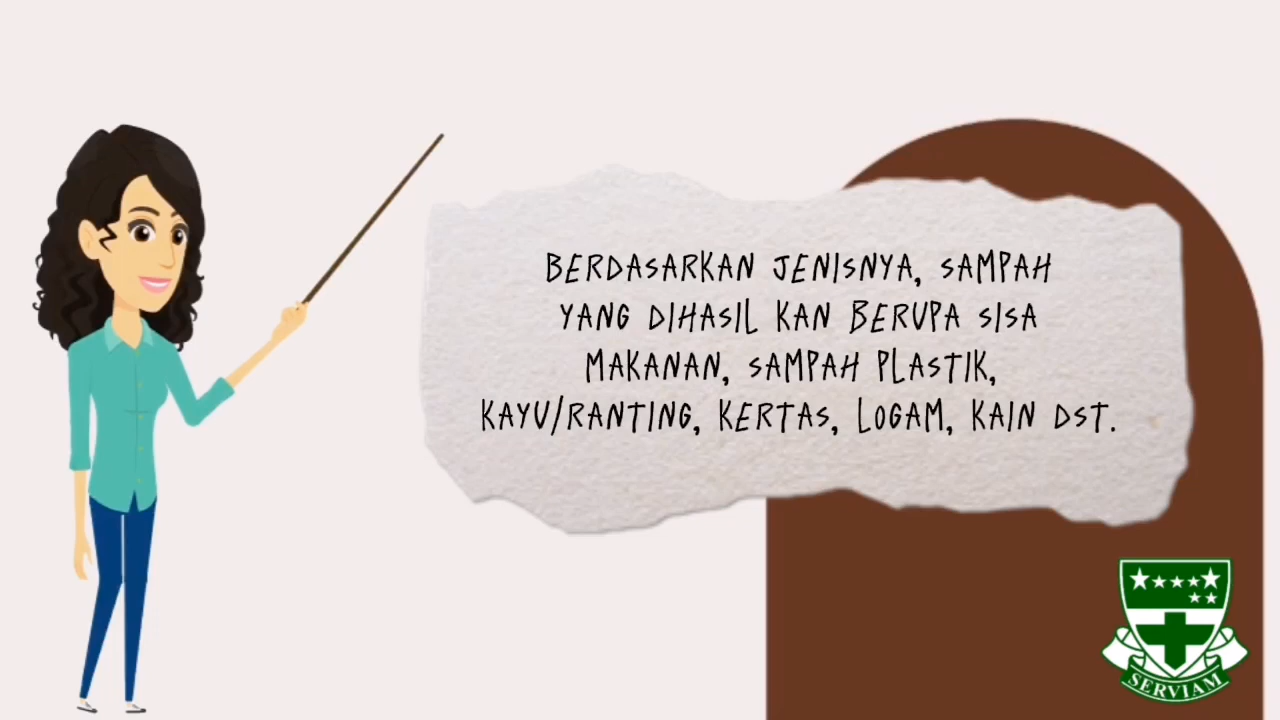 BERDASARKAN JENISNYA, SAMPAH
YANG DIHASIL KAN BERUPA SISA
MAKANAN, SAMPAH PLASTIK,
KAYU/RANTING, KERTAS, LOGAM, KAIN DST.
SERVIAM